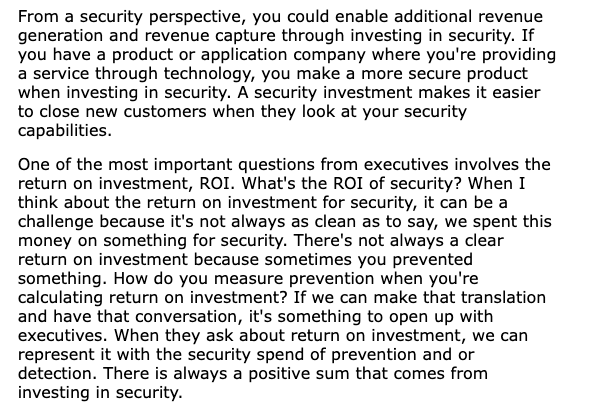 From a security perspective, you could enable additional revenue
generation and revenue capture through investing in security. If
you have a product or application company where you're providing
a service through technology, you make a more secure product
when investing in security. A security investment makes it easier
to close new customers when they look at your security
capabilities.
One of the most important questions from executives involves the
return on investment, ROI. What's the ROI of security? When I
think about the return on investment for security, it can be a
challenge because it's not always as clean as to say, we spent this
money on something for security. There's not always a clear
return on investment because sometimes you prevented
something. How do you measure prevention when you're
calculating return on investment? If we can make that translation
and have that conversation, it's something to open up with
executives. When they ask about return on investment, we can
represent it with the security spend of prevention and or
detection. There is always a positive sum that comes from
investing in security.